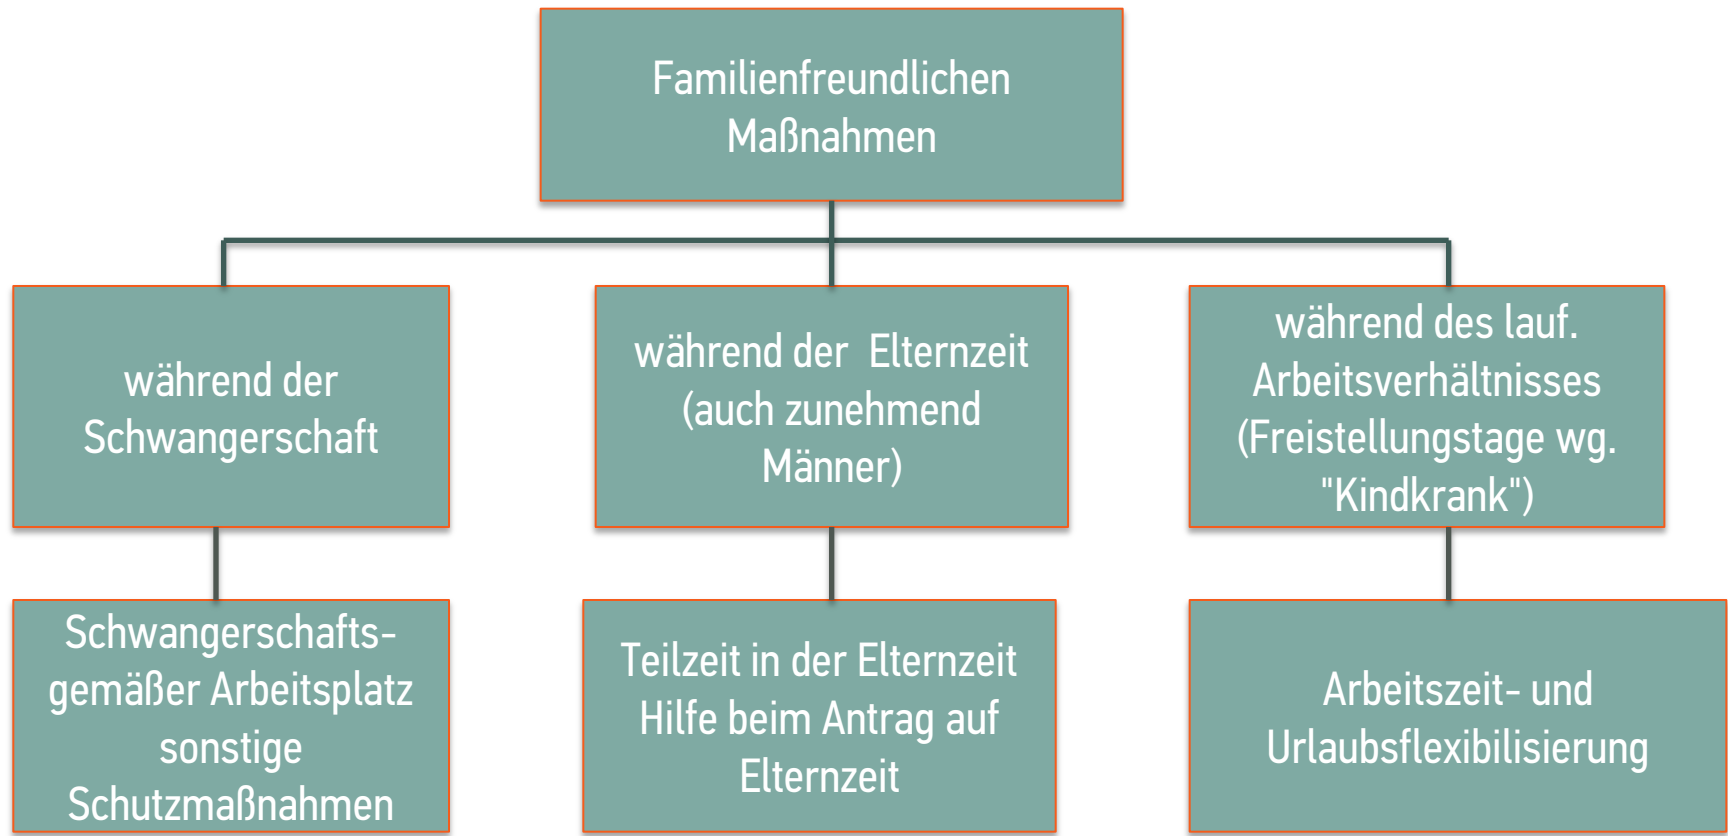 Familienfreundlichen
Maßnahmen
während der
Schwangerschaft
während der Elternzeit
(auch zunehmend
Männer)
während des lauf.
Arbeitsverhältnisses
(Freistellungstage wg.
"Kindkrank")
Schwangerschafts-
gemäßer Arbeitsplatz
sonstige
Schutzmaßnahmen
Teilzeit in der Elternzeit
Hilfe beim Antrag auf
Elternzeit
Arbeitszeit- und
Urlaubsflexibilisierung